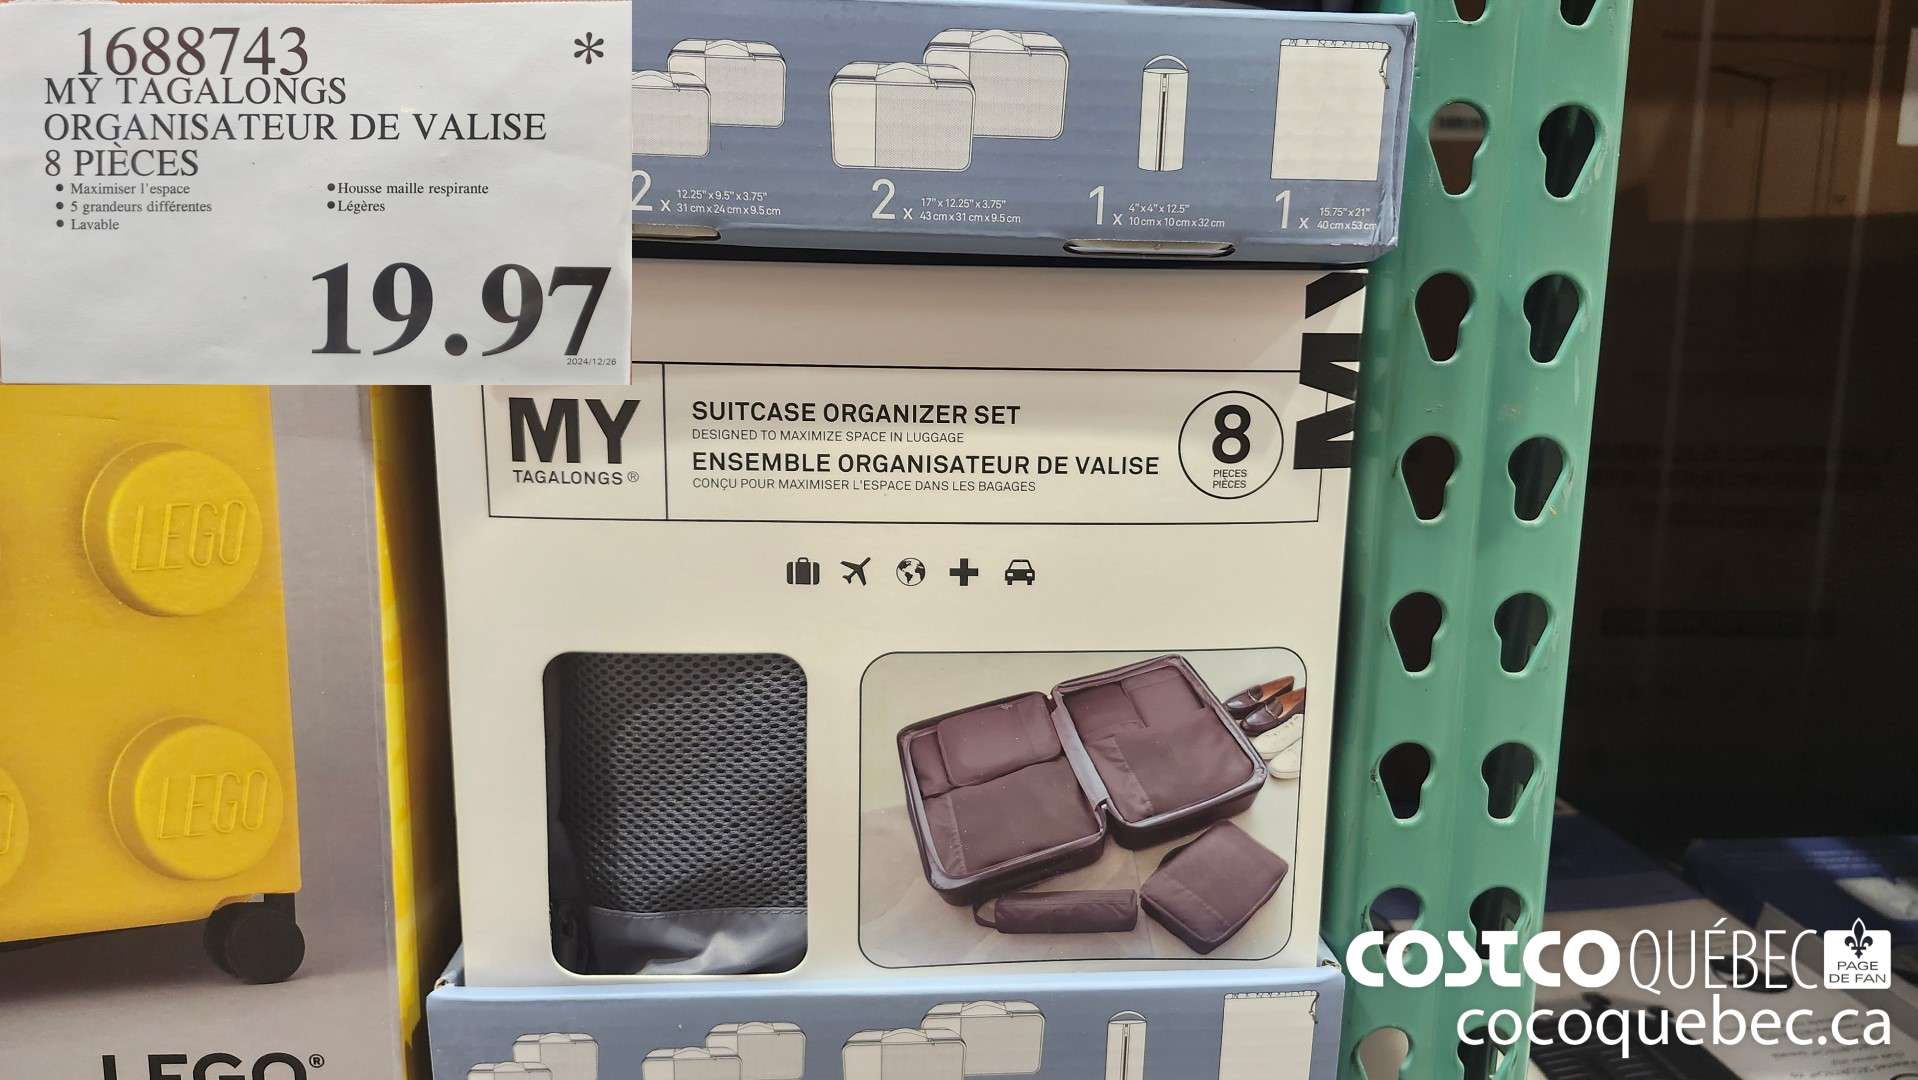 1688743 *
MY TAGALONGS
ORGANISATEUR DE VALISE
8 PIÈCES
• Maximiser l'espace
• 5 grandeurs différentes
• Lavable
• Housse maille respirante
• Légères
19.97
2024/12/26
2 x 12.25" x 9.5" x 3.75"
31 cm x 24 cm x 9.5 cm
2 x 17" x 12.25" x 3.75"
43 cm x 31 cm x 9.5 cm
1 x 4" x 4" x 12.5"
10 cm x 10 cm x 32 cm
1 x 15.75" x 21"
40 cm x 53 cm
MY
MY
TAGALONGS®
SUITCASE ORGANIZER SET
DESIGNED TO MAXIMIZE SPACE IN LUGGAGE
ENSEMBLE ORGANISATEUR DE VALISE
CONÇU POUR MAXIMISER L'ESPACE DANS LES BAGAGES
8
PIECES
PIÈCES
LEGO
LEGO
LEGO®
COSTCO QUÉBEC
PAGE
DE FAN
cocoquebec.ca